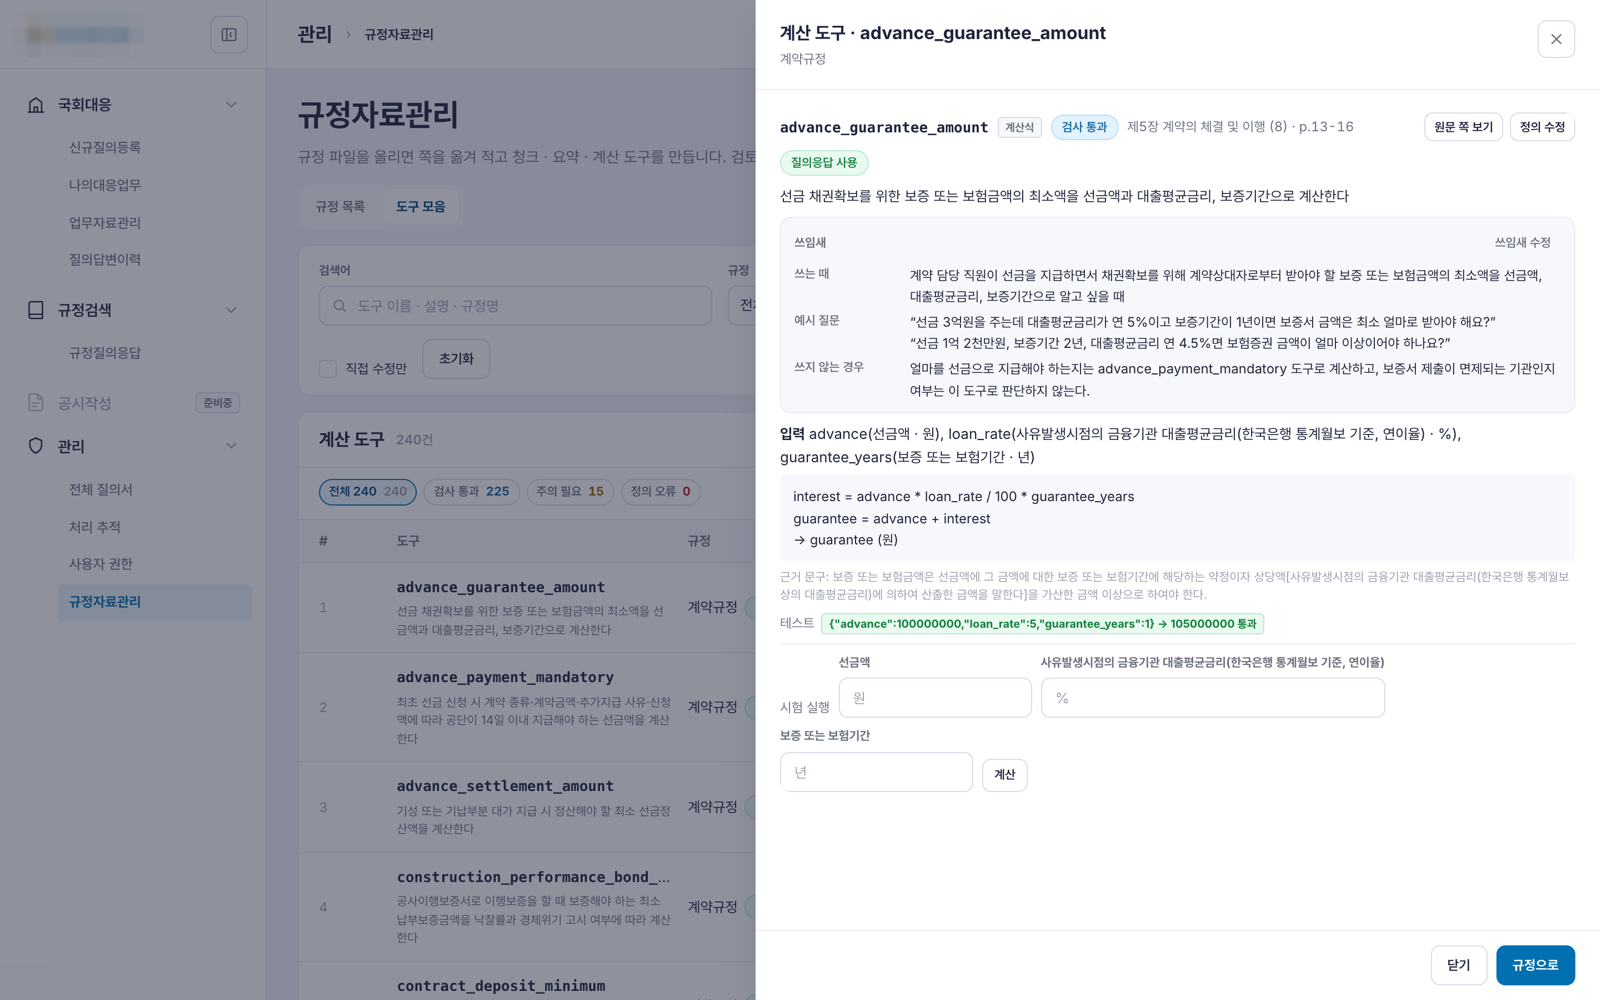 관리 › 규정자료관리
국회대응
신규질의등록
나의대응업무
업무자료관리
질의답변이력
규정검색
규정질의응답
공시작성 준비중
관리
전체 질의서
처리 추적
사용자 권한
규정자료관리
규정자료관리
규정 파일을 올리면 쪽을 옮겨 적고 청크 · 요약 · 계산 도구를 만듭니다. 검토
규정 목록 도구 모음
검색어 규정
도구 이름 · 설명 · 규정명
직접 수정만 초기화
계산 도구 240건
전체 240 240 검사 통과 225 주의 필요 15 정의 오류 0
# 도구 규정
1 advance_guarantee_amount 계약규정
선금 채권확보를 위한 보증 또는 보험금액의 최소액을 선
금액과 대출평균금리, 보증기간으로 계산한다
2 advance_payment_mandatory 계약규정
최초 선금 신청 시 계약 종류·계약금액·추가지급 사유·신청
액에 따라 공단이 14일 이내 지급해야 하는 선금액을 계산
한다
3 advance_settlement_amount 계약규정
기성 또는 기납부분 대가 지급 시 정산해야 할 최소 선금정
산액을 계산한다
4 construction_performance_bond_... 계약규정
공사이행보증서로 이행보증을 할 때 보증해야 하는 최소
납부보증금액을 낙찰률과 경제위기 고시 여부에 따라 계산
한다
contract_deposit_minimum
계산 도구 · advance_guarantee_amount
계약규정
advance_guarantee_amount 계산식 검사 통과 제5장 계약의 체결 및 이행 (8) · p.13-16 원문 쪽 보기 정의 수정
질의응답 사용
선금 채권확보를 위한 보증 또는 보험금액의 최소액을 선금액과 대출평균금리, 보증기간으로 계산한다
쓰임새 쓰임새 수정
쓰는 때 계약 담당 직원이 선금을 지급하면서 채권확보를 위해 계약상대자로부터 받아야 할 보증 또는 보험금액의 최소액을 선금액,
대출평균금리, 보증기간으로 알고 싶을 때
예시 질문 “선금 3억원을 주는데 대출평균금리가 연 5%이고 보증기간이 1년이면 보증서 금액은 최소 얼마로 받아야 해요?”
“선금 1억 2천만원, 보증기간 2년, 대출평균금리 연 4.5%면 보험증권 금액이 얼마 이상이어야 하나요?”
쓰지 않는 경우 얼마를 선금으로 지급해야 하는지는 advance_payment_mandatory 도구로 계산하고, 보증서 제출이 면제되는 기관인지
여부는 이 도구로 판단하지 않는다.
입력 advance(선금액 · 원), loan_rate(사유발생시점의 금융기관 대출평균금리(한국은행 통계월보 기준, 연이율) · %),
guarantee_years(보증 또는 보험기간 · 년)
interest = advance * loan_rate / 100 * guarantee_years
guarantee = advance + interest
→ guarantee (원)
근거 문구: 보증 또는 보험금액은 선금액에 그 금액에 대한 보증 또는 보험기간에 해당하는 약정이자 상당액[사유발생시점의 금융기관 대출평균금리(한국은행 통계월보
상의 대출평균금리)에 의하여 산출한 금액을 말한다]을 가산한 금액 이상으로 하여야 한다.
테스트 {"advance":100000000,"loan_rate":5,"guarantee_years":1} → 105000000 통과
선금액 사유발생시점의 금융기관 대출평균금리(한국은행 통계월보 기준, 연이율)
시험 실행 원 %
보증 또는 보험기간
년 계산
닫기 규정으로